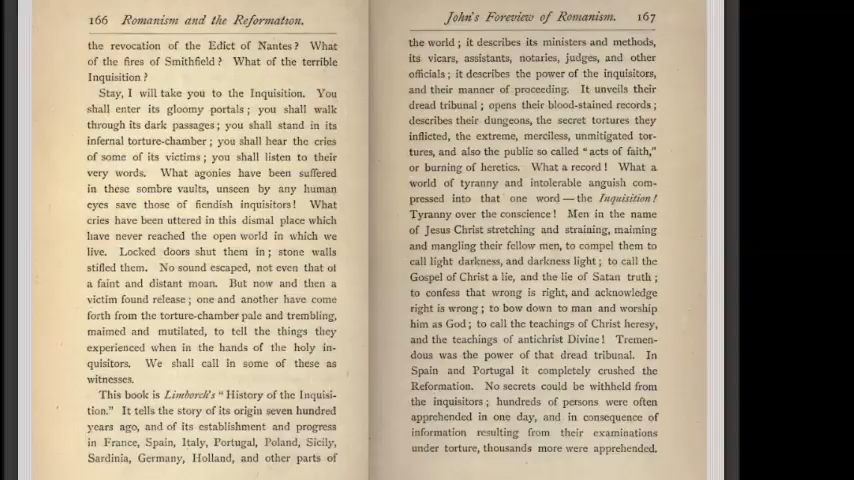 166 Romanism and the Reformation.
the revocation of the Edict of Nantes? What
of the fires of Smithfield? What of the terrible
Inquisition?
Stay, I will take you to the Inquisition. You
shall enter its gloomy portals; you shall walk
through its dark passages; you shall stand in its
infernal torture-chamber; you shall hear the cries
of some of its victims; you shall listen to their
very words. What agonies have been suffered
in these sombre vaults, unseen by any human
eyes save those of fiendish inquisitors! What
cries have been uttered in this dismal place which
have never reached the open world in which we
live. Locked doors shut them in; stone walls
stifled them. No sound escaped, not even that of
a faint and distant moan. But now and then a
victim found release; one and another have come
forth from the torture-chamber pale and trembling,
maimed and mutilated, to tell the things they
experienced when in the hands of the holy in-
quisitors. We shall call in some of these as
witnesses.
This book is Limborch's "History of the Inquisi-
tion." It tells the story of its origin seven hundred
years ago, and of its establishment and progress
in France, Spain, Italy, Portugal, Poland, Sicily,
Sardinia, Germany, Holland, and other parts of
John's Foreview of Romanism. 167
the world; it describes its ministers and methods,
its vicars, assistants, notaries, judges, and other
officials; it describes the power of the inquisitors,
and their manner of proceeding. It unveils their
dread tribunal; opens their blood-stained records;
describes their dungeons, the secret tortures they
inflicted, the extreme, merciless, unmitigated tor-
tures, and also the public so called "acts of faith,"
or burning of heretics. What a record! What a
world of tyranny and intolerable anguish com-
pressed into that one word—the Inquisition!
Tyranny over the conscience! Men in the name
of Jesus Christ stretching and straining, maiming
and mangling their fellow men, to compel them to
call light darkness, and darkness light; to call the
Gospel of Christ a lie, and the lie of Satan truth;
to confess that wrong is right, and acknowledge
right is wrong; to bow down to man and worship
him as God; to call the teachings of Christ heresy,
and the teachings of antichrist Divine! Tremen-
dous was the power of that dread tribunal. In
Spain and Portugal it completely crushed the
Reformation. No secrets could be withheld from
the inquisitors; hundreds of persons were often
apprehended in one day, and in consequence of
information resulting from their examinations
under torture, thousands more were apprehended.